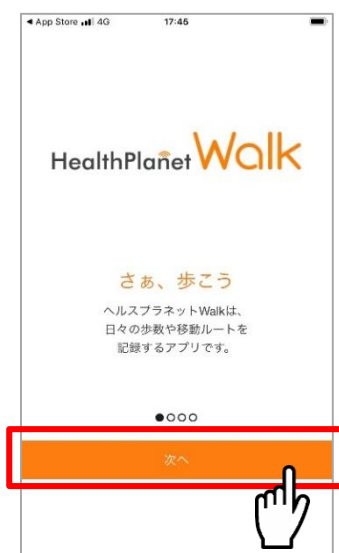 ◀ App Store 4G 17:45
HealthPlanet Walk
さぁ、歩こう
ヘルスプラネットWalkは、
日々の歩数や移動ルートを
記録するアプリです。
次へ